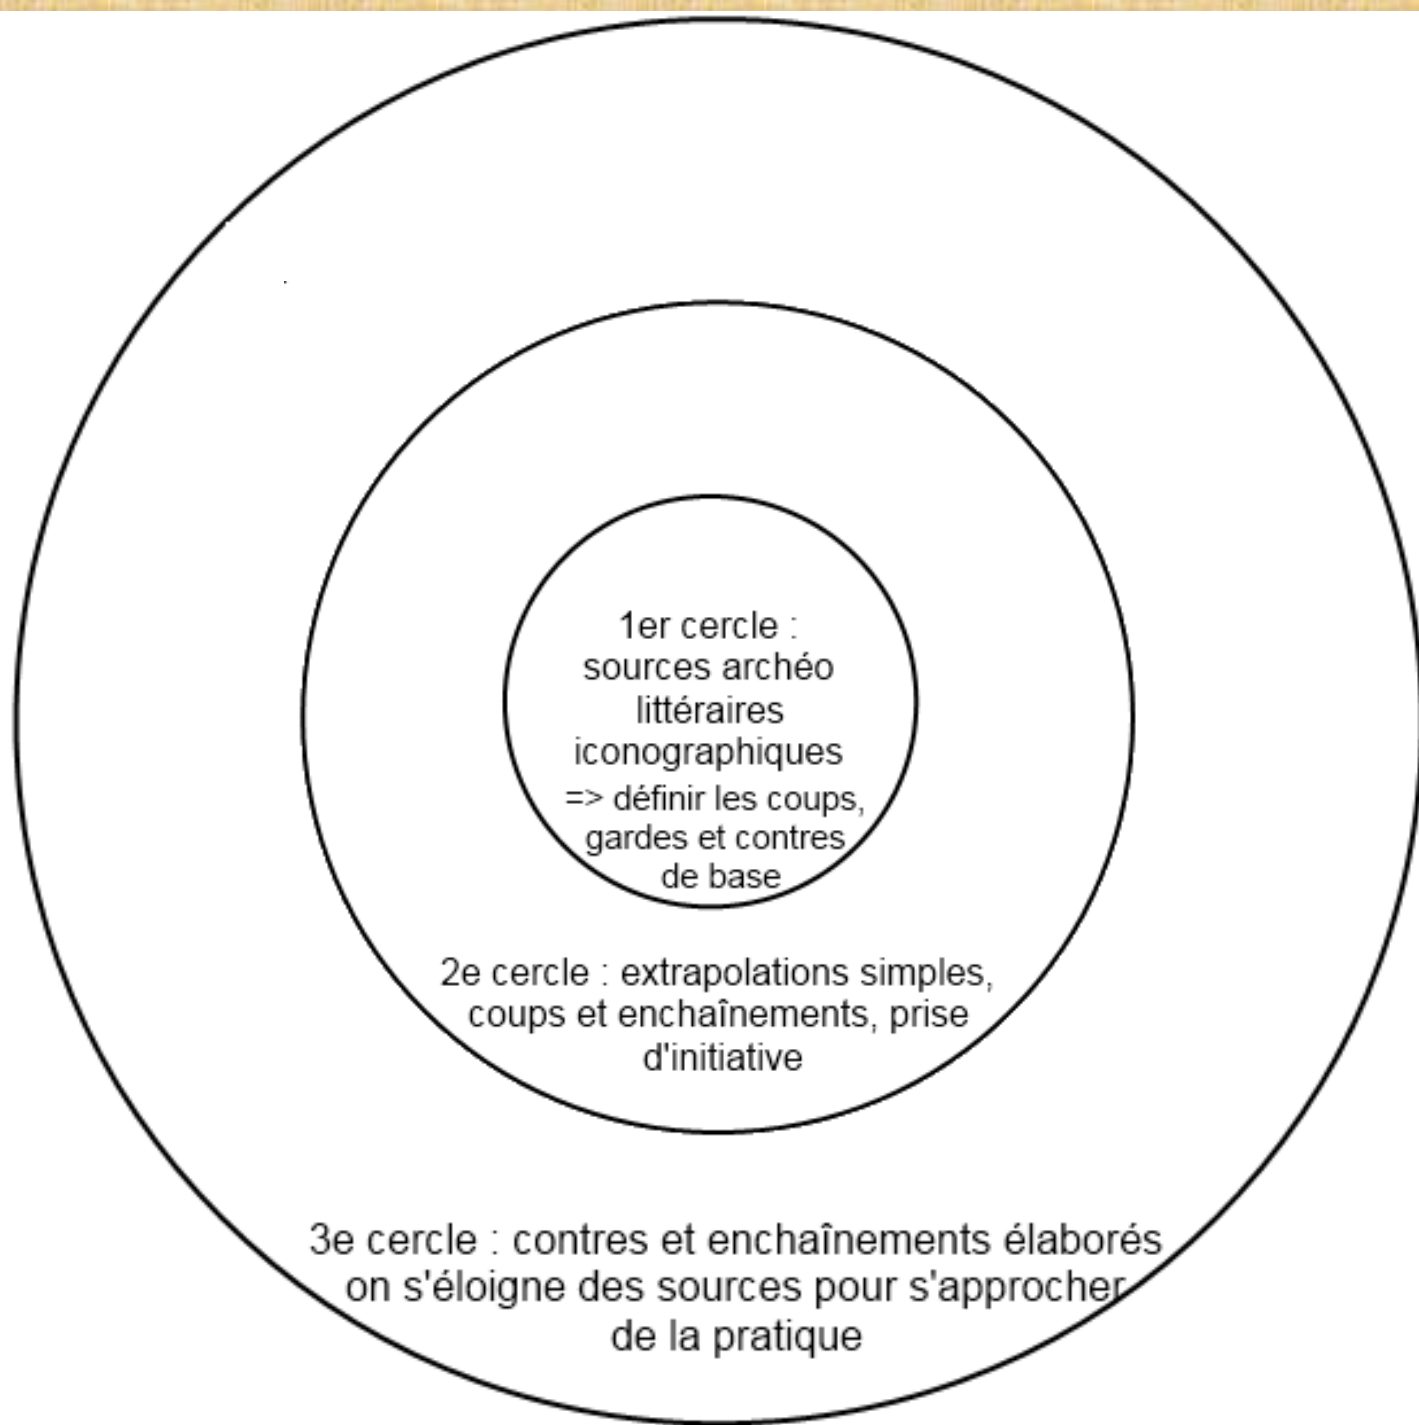 1er cercle :
sources archéo
littéraires
iconographiques
=> définir les coups,
gardes et contres
de base
2e cercle : extrapolations simples,
coups et enchaînements, prise
d'initiative
3e cercle : contres et enchaînements élaborés
on s'éloigne des sources pour s'approcher
de la pratique